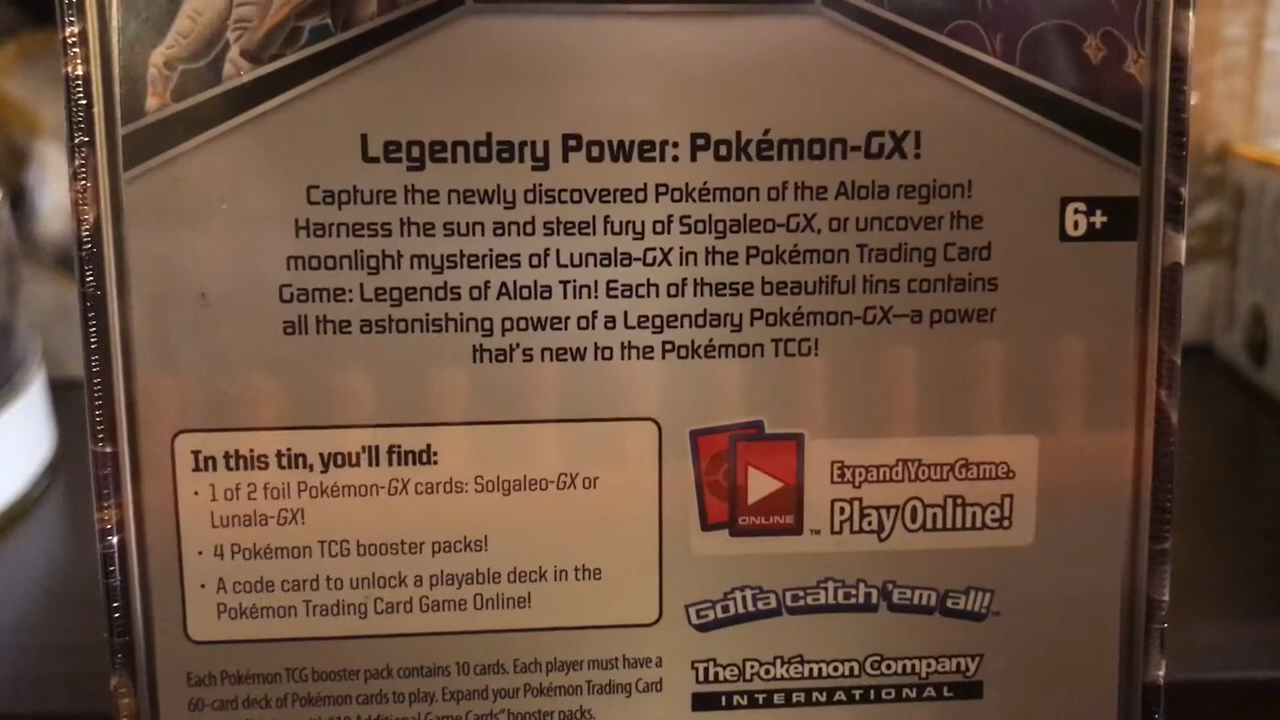 Legendary Power: Pokémon-GX!
Capture the newly discovered Pokémon of the Alola region!
Harness the sun and steel fury of Solgaleo-GX, or uncover the
moonlight mysteries of Lunala-GX in the Pokémon Trading Card
Game: Legends of Alola Tin! Each of these beautiful tins contains
all the astonishing power of a Legendary Pokémon-GX—a power
that's new to the Pokémon TCG!
6+
In this tin, you'll find:
• 1 of 2 foil Pokémon-GX cards: Solgaleo-GX or
Lunala-GX!
• 4 Pokémon TCG booster packs!
• A code card to unlock a playable deck in the
Pokémon Trading Card Game Online!
ONLINE
™
Expand Your Game.
Play Online!
Gotta catch 'em all!™
The Pokémon Company
INTERNATIONAL
Each Pokémon TCG booster pack contains 10 cards. Each player must have a
60-card deck of Pokémon cards to play. Expand your Pokémon Trading Card
Additional Game Cards" booster packs.